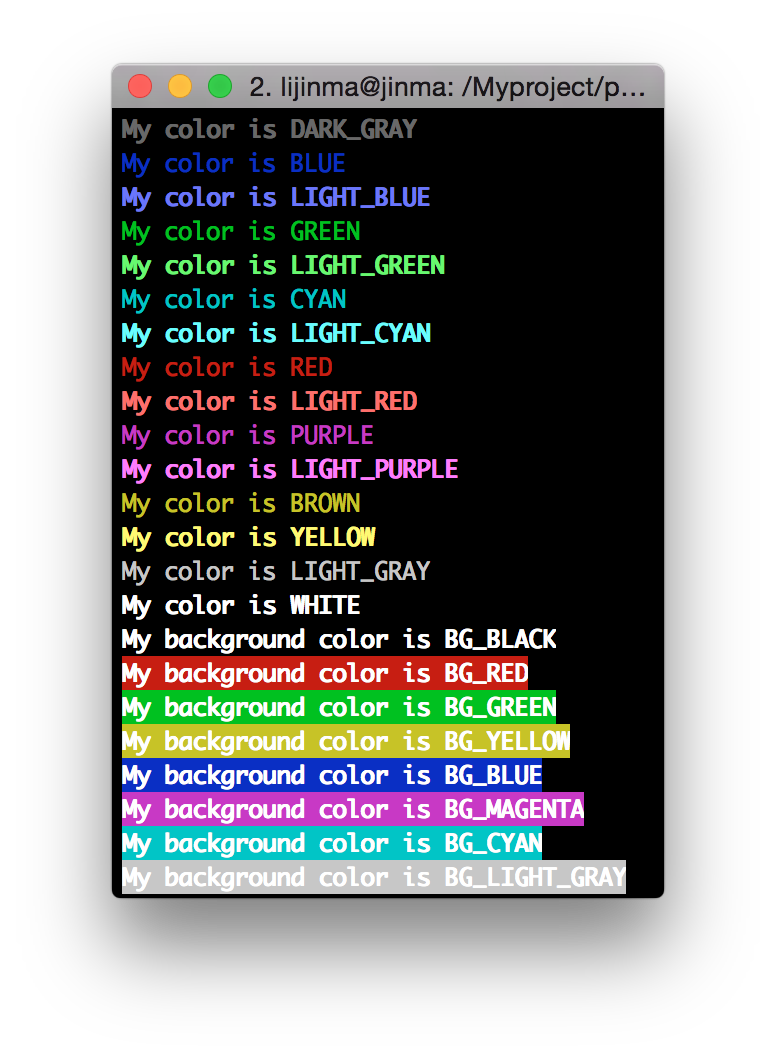 2. lijinma@jinma: /Myproject/p...
My color is DARK_GRAY
My color is BLUE
My color is LIGHT_BLUE
My color is GREEN
My color is LIGHT_GREEN
My color is CYAN
My color is LIGHT_CYAN
My color is RED
My color is LIGHT_RED
My color is PURPLE
My color is LIGHT_PURPLE
My color is BROWN
My color is YELLOW
My color is LIGHT_GRAY
My color is WHITE
My background color is BG_BLACK
My background color is BG_RED
My background color is BG_GREEN
My background color is BG_YELLOW
My background color is BG_BLUE
My background color is BG_MAGENTA
My background color is BG_CYAN
My background color is BG_LIGHT_GRAY